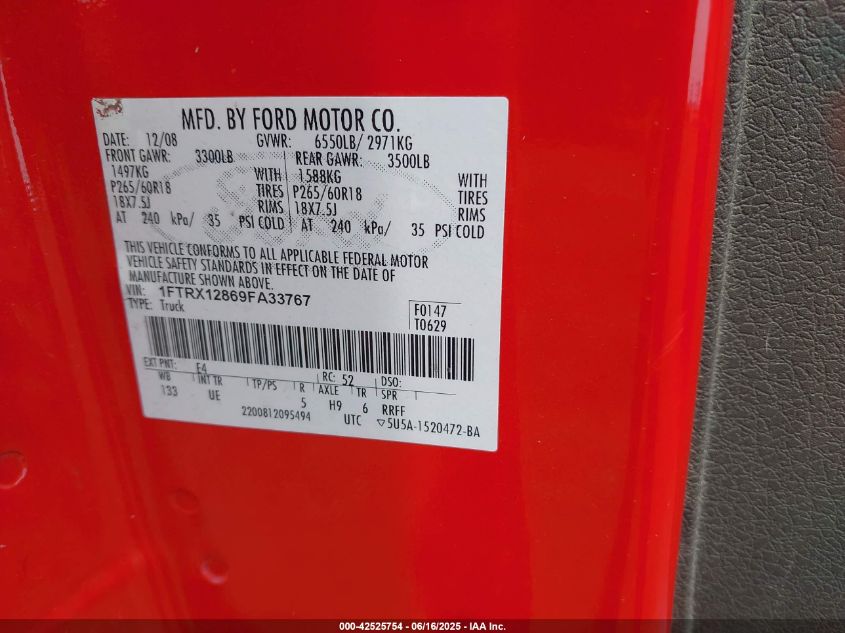 MFD. BY FORD MOTOR CO.
DATE: 12/08 GVWR: 6550LB/ 2971KG
FRONT GAWR: 3300LB REAR GAWR: 3500LB
1497KG WITH 1588KG WITH
P265/60R18 TIRES P265/60R18 TIRES
18X7.5J RIMS 18X7.5J RIMS
AT 240 kPa/ 35 PSI COLD AT 240 kPa/ 35 PSI COLD
THIS VEHICLE CONFORMS TO ALL APPLICABLE FEDERAL MOTOR
VEHICLE SAFETY STANDARDS IN EFFECT ON THE DATE OF
MANUFACTURE SHOWN ABOVE.
VIN: 1FTRX12869FA33767 F0147
TYPE: Truck T0629
EXT PNT: E4 RC: 52 DSO:
WB INT TR TP/PS R AXLE TR SPR
133 UE 5 H9 6 RRFF
2200812095494 UTC ▽5U5A-1520472-BA
000-42525754 - 06/16/2025 - IAA Inc.